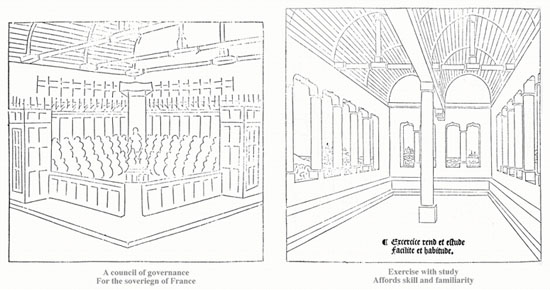 ¶ Exercice rend et estude
Facilite et habitude,
A council of governance
For the soveriegn of France
Exercise with study
Affords skill and familiarity